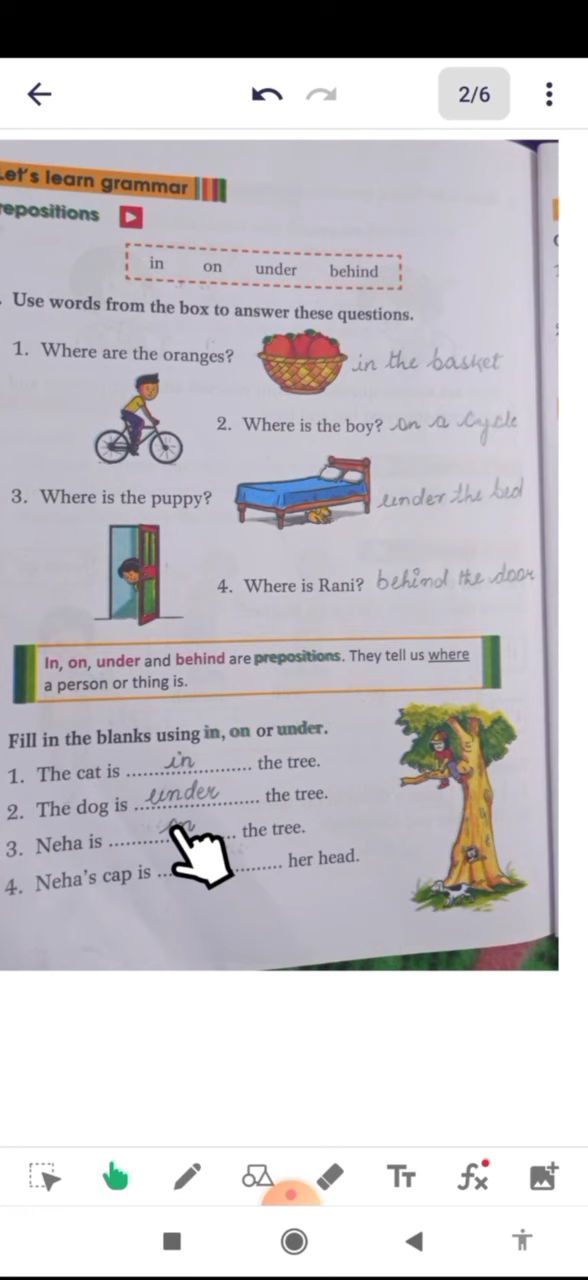 2/6
Let's learn grammar
repositions
in on under behind
Use words from the box to answer these questions.
1. Where are the oranges? in the basket
2. Where is the boy? on a Cycle
3. Where is the puppy? under the bed
4. Where is Rani? behind the door
In, on, under and behind are prepositions. They tell us where
a person or thing is.
Fill in the blanks using in, on or under.
1. The cat is .......in....... the tree.
2. The dog is .......under....... the tree.
3. Neha is .............. the tree.
4. Neha's cap is .............. her head.
TT
fx